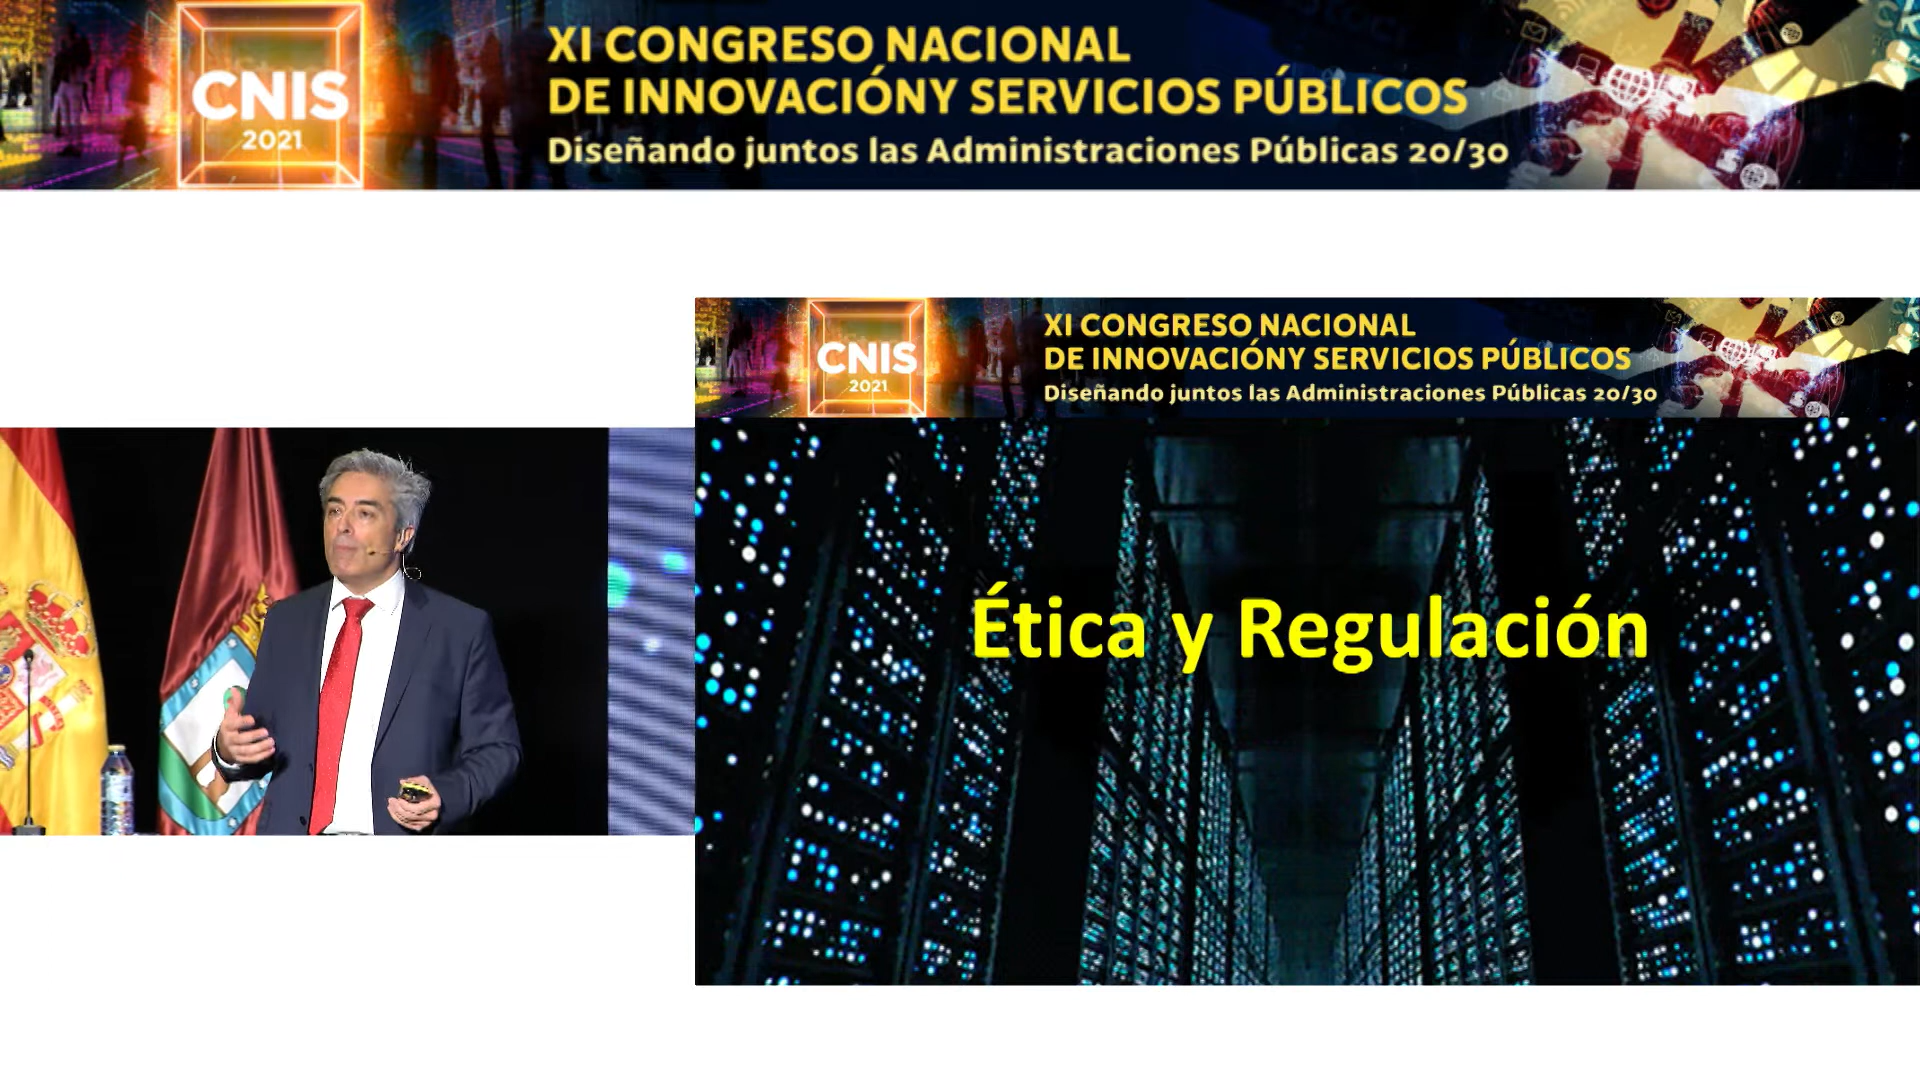 CNIS
2021
XI CONGRESO NACIONAL
DE INNOVACIÓNY SERVICIOS PÚBLICOS
Diseñando juntos las Administraciones Públicas 20/30
CNIS
2021
XI CONGRESO NACIONAL
DE INNOVACIÓNY SERVICIOS PÚBLICOS
Diseñando juntos las Administraciones Públicas 20/30
Ética y Regulación